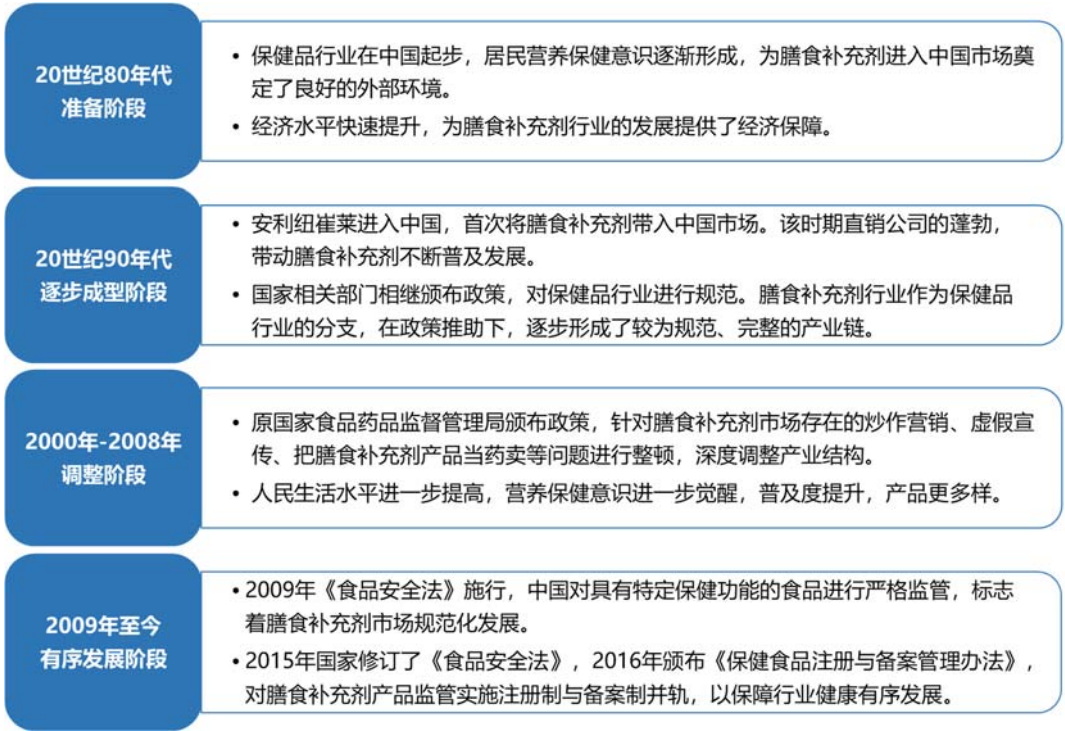 20世纪80年代
准备阶段
• 保健品行业在中国起步，居民营养保健意识逐渐形成，为膳食补充剂进入中国市场奠
定了良好的外部环境。
• 经济水平快速提升，为膳食补充剂行业的发展提供了经济保障。
20世纪90年代
逐步成型阶段
• 安利纽崔莱进入中国，首次将膳食补充剂带入中国市场。该时期直销公司的蓬勃，
带动膳食补充剂不断普及发展。
• 国家相关部门相继颁布政策，对保健品行业进行规范。膳食补充剂行业作为保健品
行业的分支，在政策推助下，逐步形成了较为规范、完整的产业链。
2000年-2008年
调整阶段
• 原国家食品药品监督管理局颁布政策，针对膳食补充剂市场存在的炒作营销、虚假宣
传、把膳食补充剂产品当药卖等问题进行整顿，深度调整产业结构。
• 人民生活水平进一步提高，营养保健意识进一步觉醒，普及度提升，产品更多样。
2009年至今
有序发展阶段
• 2009年《食品安全法》施行，中国对具有特定保健功能的食品进行严格监管，标志
着膳食补充剂市场规范化发展。
• 2015年国家修订了《食品安全法》，2016年颁布《保健食品注册与备案管理办法》，
对膳食补充剂产品监管实施注册制与备案制并轨，以保障行业健康有序发展。